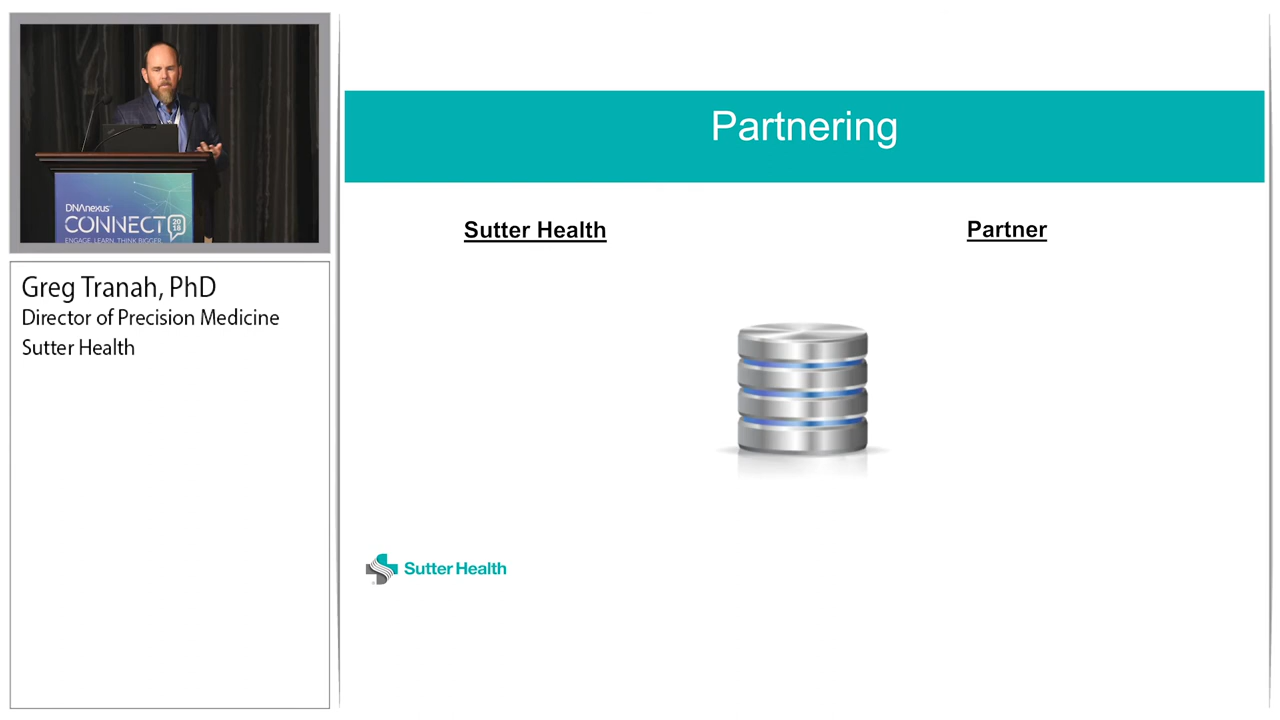 DNAnexus
CONNECT 2018
ENGAGE. LEARN. THINK BIGGER.
Greg Tranah, PhD
Director of Precision Medicine
Sutter Health
Partnering
Sutter Health
Partner
Sutter Health